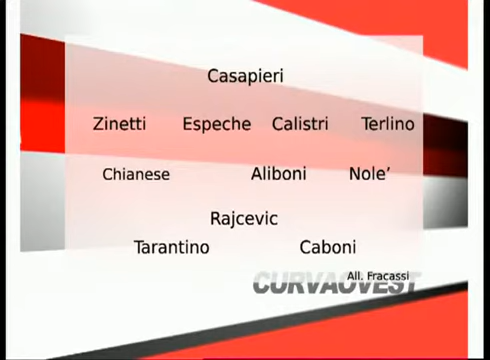 Casapieri
Zinetti Espeche Calistri Terlino
Chianese Aliboni Nole’
Rajcevic
Tarantino Caboni
All. Fracassi
CURVAOVEST